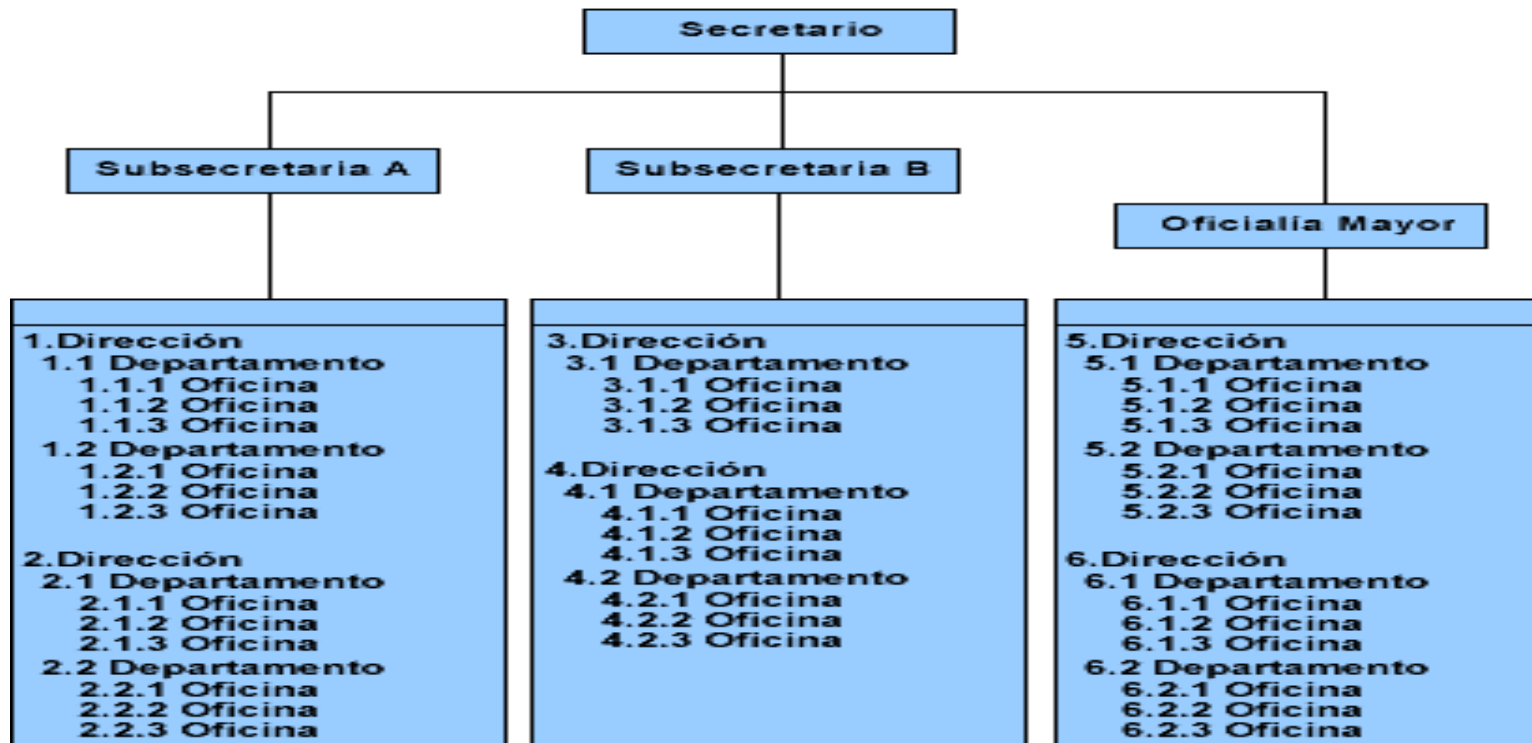 Secretario
Subsecretaria A
Subsecretaria B
Oficialía Mayor
1.Dirección
1.1 Departamento
1.1.1 Oficina
1.1.2 Oficina
1.1.3 Oficina
1.2 Departamento
1.2.1 Oficina
1.2.2 Oficina
1.2.3 Oficina
2.Dirección
2.1 Departamento
2.1.1 Oficina
2.1.2 Oficina
2.1.3 Oficina
2.2 Departamento
2.2.1 Oficina
2.2.2 Oficina
2.2.3 Oficina
3.Dirección
3.1 Departamento
3.1.1 Oficina
3.1.2 Oficina
3.1.3 Oficina
4.Dirección
4.1 Departamento
4.1.1 Oficina
4.1.2 Oficina
4.1.3 Oficina
4.2 Departamento
4.2.1 Oficina
4.2.2 Oficina
4.2.3 Oficina
5.Dirección
5.1 Departamento
5.1.1 Oficina
5.1.2 Oficina
5.1.3 Oficina
5.2 Departamento
5.2.1 Oficina
5.2.2 Oficina
5.2.3 Oficina
6.Dirección
6.1 Departamento
6.1.1 Oficina
6.1.2 Oficina
6.1.3 Oficina
6.2 Departamento
6.2.1 Oficina
6.2.2 Oficina
6.2.3 Oficina